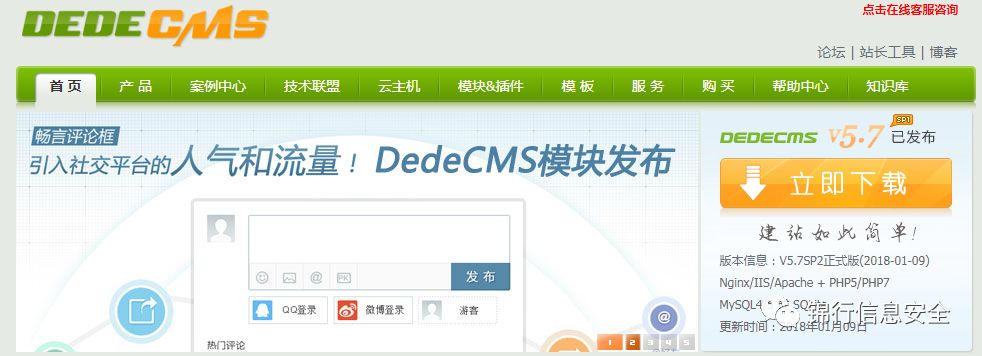 DEDECMS
点击在线客服咨询
论坛 | 站长工具 | 博客
首 页 产 品 案例中心 技术联盟 云主机 模块&插件 模 板 服 务 购 买 帮助中心 知识库
畅言评论框
引入社交平台的人气和流量！ DedeCMS模块发布
发 布
QQ登录 微博登录 游客
热门评论
1 2 3 4 5
DEDECMS v5.7 SP1 已发布
立即下载
建站如此简单!
版本信息：V5.7SP2正式版(2018-01-09)
Nginx/IIS/Apache + PHP5/PHP7
更新时间：2018年01月09日
锦行信息安全